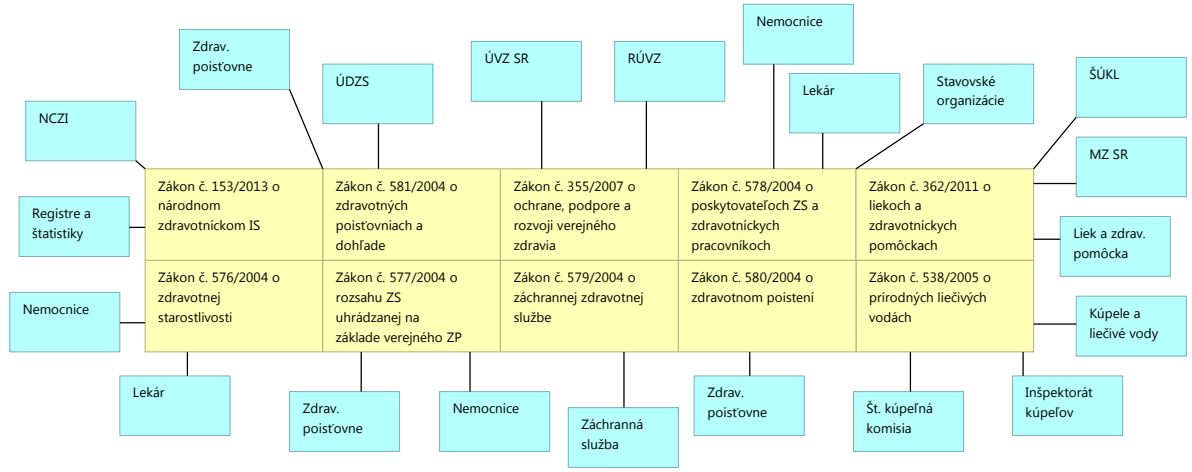 Nemocnice
Zdrav.
poisťovne
ÚVZ SR
RÚVZ
ÚDZS
Lekár
Stavovské
organizácie
ŠÚKL
NCZI
MZ SR
Zákon č. 153/2013 o
národnom
zdravotníckom IS
Zákon č. 581/2004 o
zdravotných
poisťovniach a
dohľade
Zákon č. 355/2007 o
ochrane, podpore a
rozvoji verejného
zdravia
Zákon č. 578/2004 o
poskytovateľoch ZS a
zdravotníckych
pracovníkoch
Zákon č. 362/2011 o
liekoch a
zdravotníckych
pomôckach
Registre a
štatistiky
Liek a zdrav.
pomôcka
Zákon č. 576/2004 o
zdravotnej
starostlivosti
Zákon č. 577/2004 o
rozsahu ZS
uhrádzanej na
základe verejného ZP
Zákon č. 579/2004 o
záchrannej zdravotnej
službe
Zákon č. 580/2004 o
zdravotnom poistení
Zákon č. 538/2005 o
prírodných liečivých
vodách
Nemocnice
Kúpele a
liečivé vody
Lekár
Zdrav.
poisťovne
Nemocnice
Záchranná
služba
Zdrav.
poisťovne
Št. kúpeľná
komisia
Inšpektorát
kúpeľov